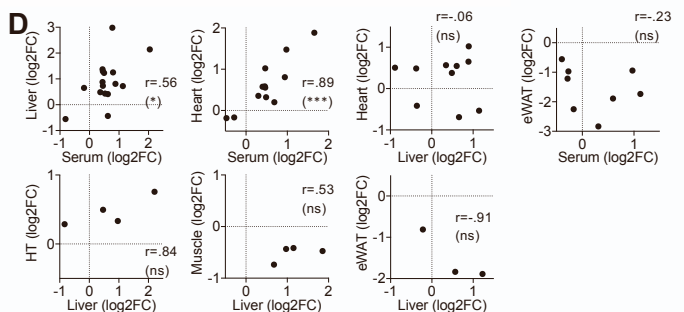 D
Liver (log2FC)
3
2
1
0
-1
r=.56
(*)
-1 0 1 2
Serum (log2FC)
Heart (log2FC)
2
1
0
r=.89
(***)
0 1 2
Serum (log2FC)
Heart (log2FC)
1
0
-1
r=-.06
(ns)
-1 0 1
Liver (log2FC)
eWAT (log2FC)
0
-1
-2
-3
r=-.23
(ns)
0 1
Serum (log2FC)
HT (log2FC)
1
0
r=.84
(ns)
-1 0 1 2
Liver (log2FC)
Muscle (log2FC)
1
0
-1
r=.53
(ns)
0 1 2
Liver (log2FC)
eWAT (log2FC)
0
-1
-2
r=-.91
(ns)
-1 0 1
Liver (log2FC)